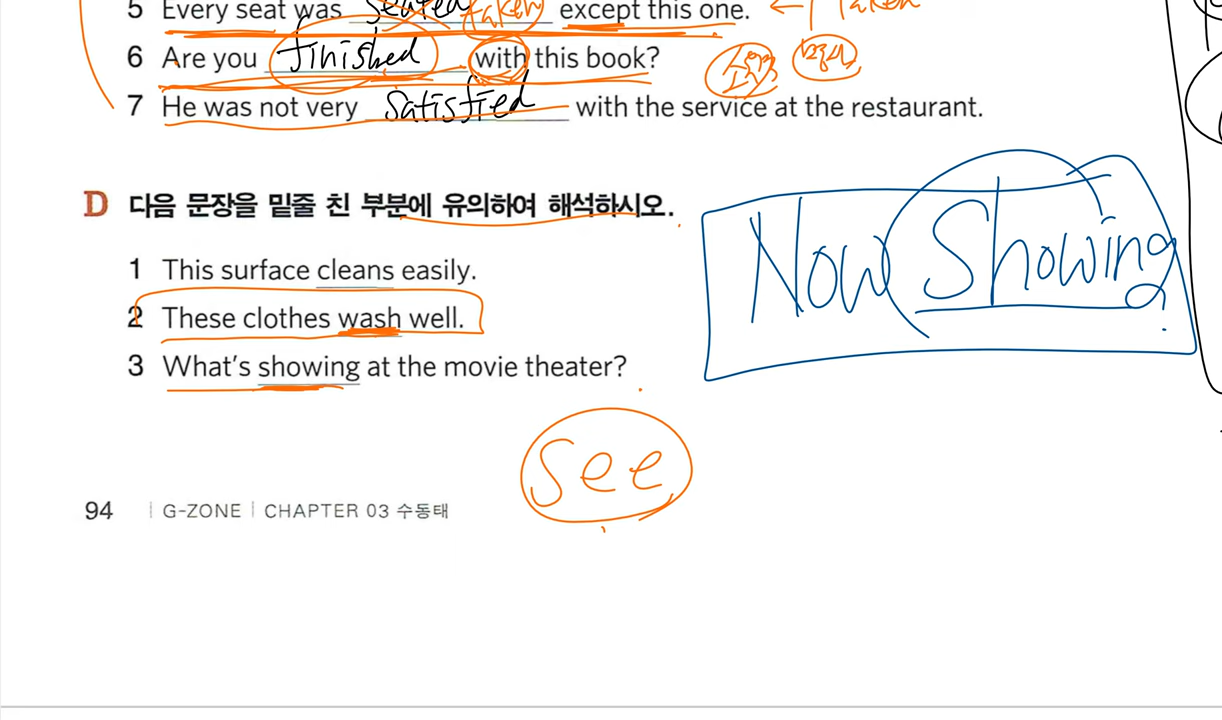 5 Every seat was seated taken except this one. ← taken
6 Are you finished with this book?
7 He was not very satisfied with the service at the restaurant.
D 다음 문장을 밑줄 친 부분에 유의하여 해석하시오.
1 This surface cleans easily.
2 These clothes wash well.
3 What's showing at the movie theater?
Now Showing
See
94 | G-ZONE | CHAPTER 03 수동태